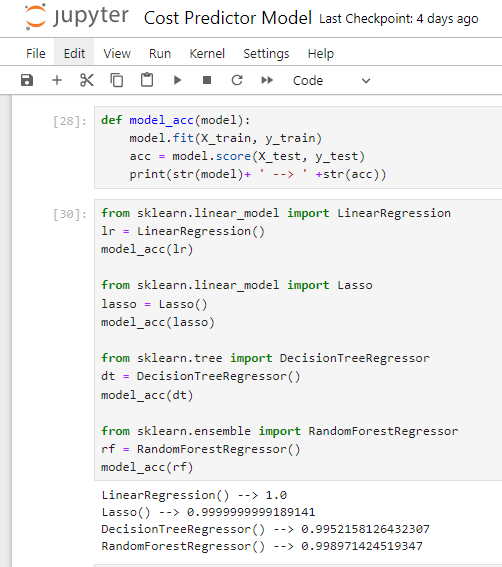 jupyter Cost Predictor Model Last Checkpoint: 4 days ago
File Edit View Run Kernel Settings Help
Code
[28]: def model_acc(model):
    model.fit(X_train, y_train)
    acc = model.score(X_test, y_test)
    print(str(model)+ ' --> ' +str(acc))
[30]: from sklearn.linear_model import LinearRegression
lr = LinearRegression()
model_acc(lr)
from sklearn.linear_model import Lasso
lasso = Lasso()
model_acc(lasso)
from sklearn.tree import DecisionTreeRegressor
dt = DecisionTreeRegressor()
model_acc(dt)
from sklearn.ensemble import RandomForestRegressor
rf = RandomForestRegressor()
model_acc(rf)
LinearRegression() --> 1.0
Lasso() --> 0.9999999999189141
DecisionTreeRegressor() --> 0.9952158126432307
RandomForestRegressor() --> 0.998971424519347